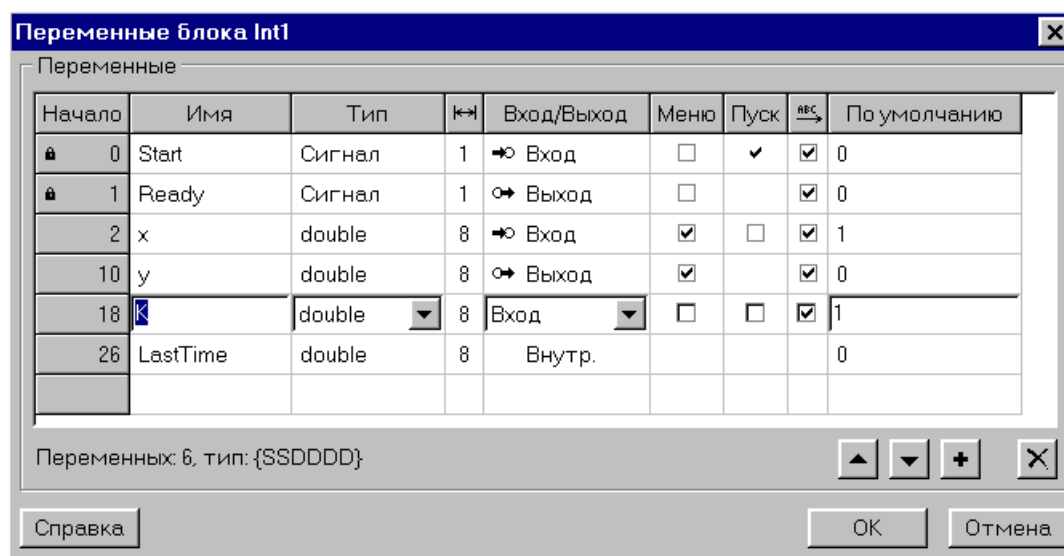 Переменные блока Int1
Переменные
Начало Имя Тип Вход/Выход Меню Пуск ABC По умолчанию
0 Start Сигнал 1 Вход 0
1 Ready Сигнал 1 Выход 0
2 x double 8 Вход 1
10 y double 8 Выход 0
18 K double 8 Вход 1
26 LastTime double 8 Внутр. 0
Переменных: 6, тип: {SSDDDD}
Справка OK Отмена